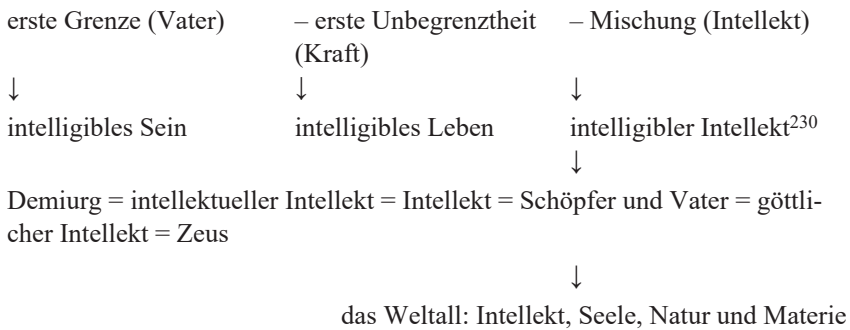 erste Grenze (Vater) – erste Unbegrenztheit – Mischung (Intellekt)
(Kraft)
↓ ↓ ↓
intelligibles Sein intelligibles Leben intelligibler Intellekt230
↓
Demiurg = intellektueller Intellekt = Intellekt = Schöpfer und Vater = göttli-
cher Intellekt = Zeus
↓
das Weltall: Intellekt, Seele, Natur und Materie